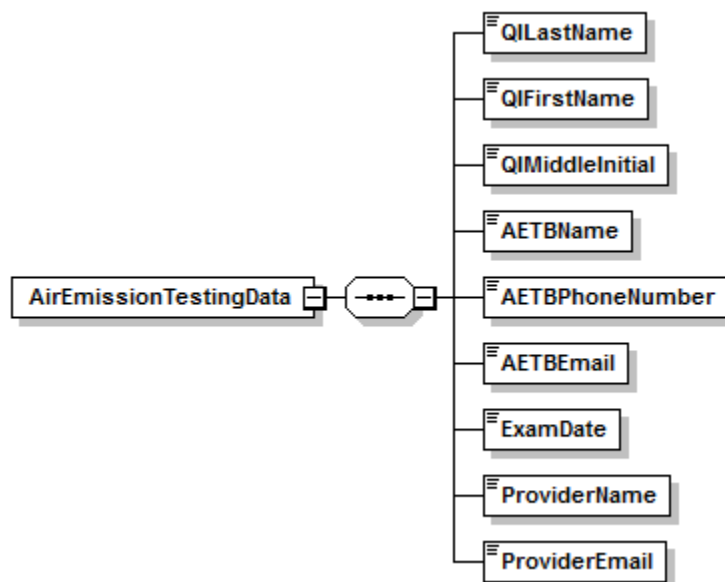 QILastName
QIFirstName
QIMiddleInitial
AETBName
AirEmissionTestingData
AETBPhoneNumber
AETBEmail
ExamDate
ProviderName
ProviderEmail